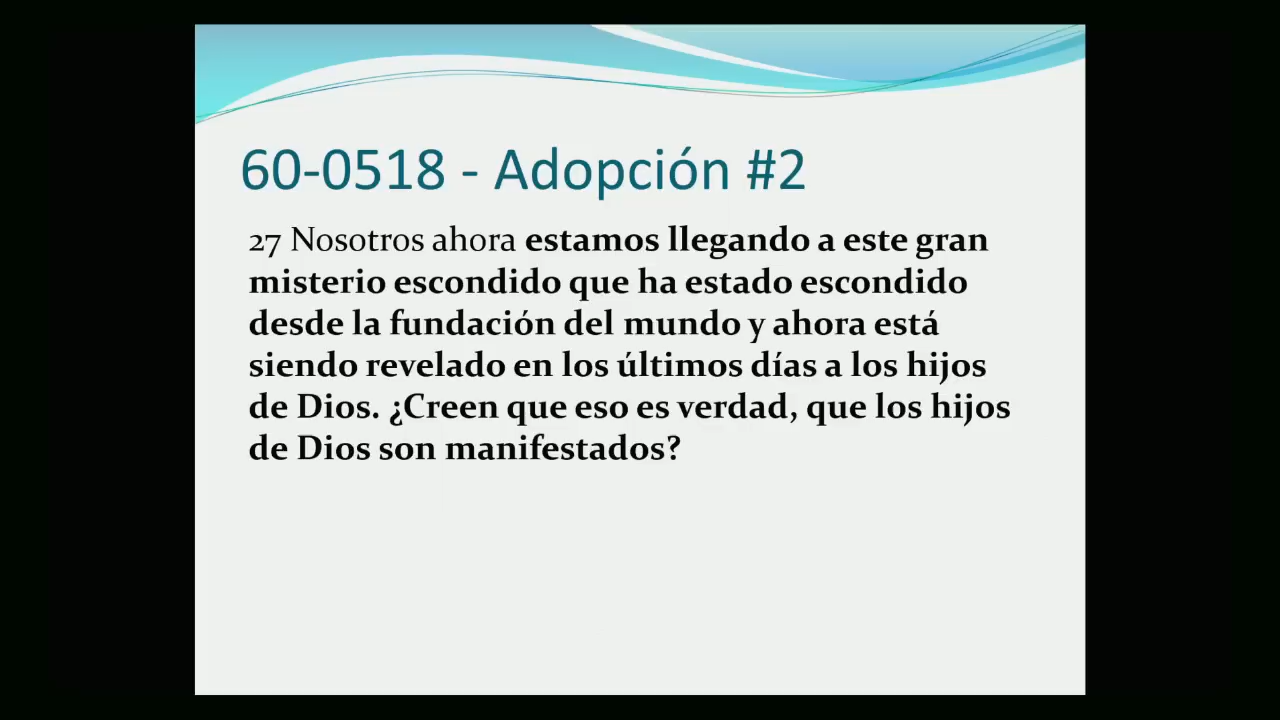 60-0518 - Adopción #2
27 Nosotros ahora estamos llegando a este gran
misterio escondido que ha estado escondido
desde la fundación del mundo y ahora está
siendo revelado en los últimos días a los hijos
de Dios. ¿Creen que eso es verdad, que los hijos
de Dios son manifestados?